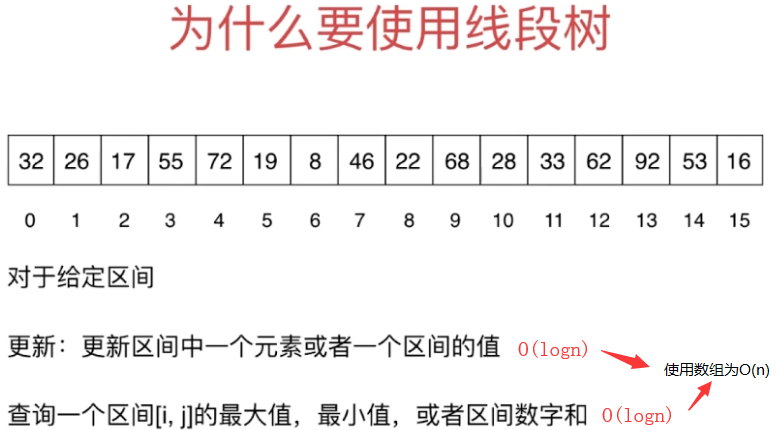 为什么要使用线段树
32 26 17 55 72 19 8 46 22 68 28 33 62 92 53 16
0 1 2 3 4 5 6 7 8 9 10 11 12 13 14 15
对于给定区间
更新：更新区间中一个元素或者一个区间的值 O(logn)
使用数组为O(n)
查询一个区间[i, j]的最大值，最小值，或者区间数字和 O(logn)